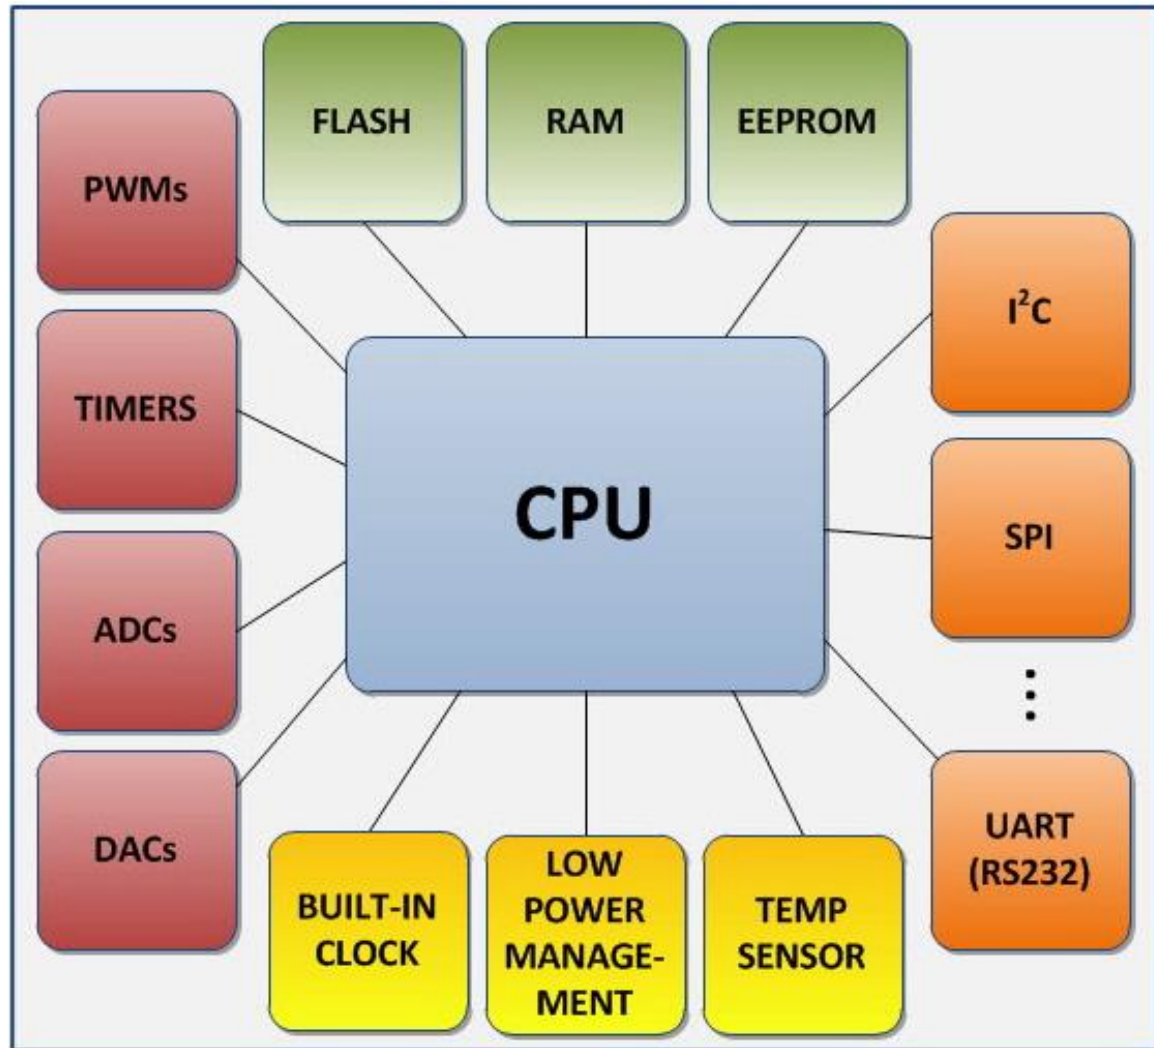 FLASH
RAM
EEPROM
PWMs
I²C
TIMERS
CPU
SPI
ADCs
DACs
UART
(RS232)
BUILT-IN
CLOCK
LOW
POWER
MANAGE-
MENT
TEMP
SENSOR